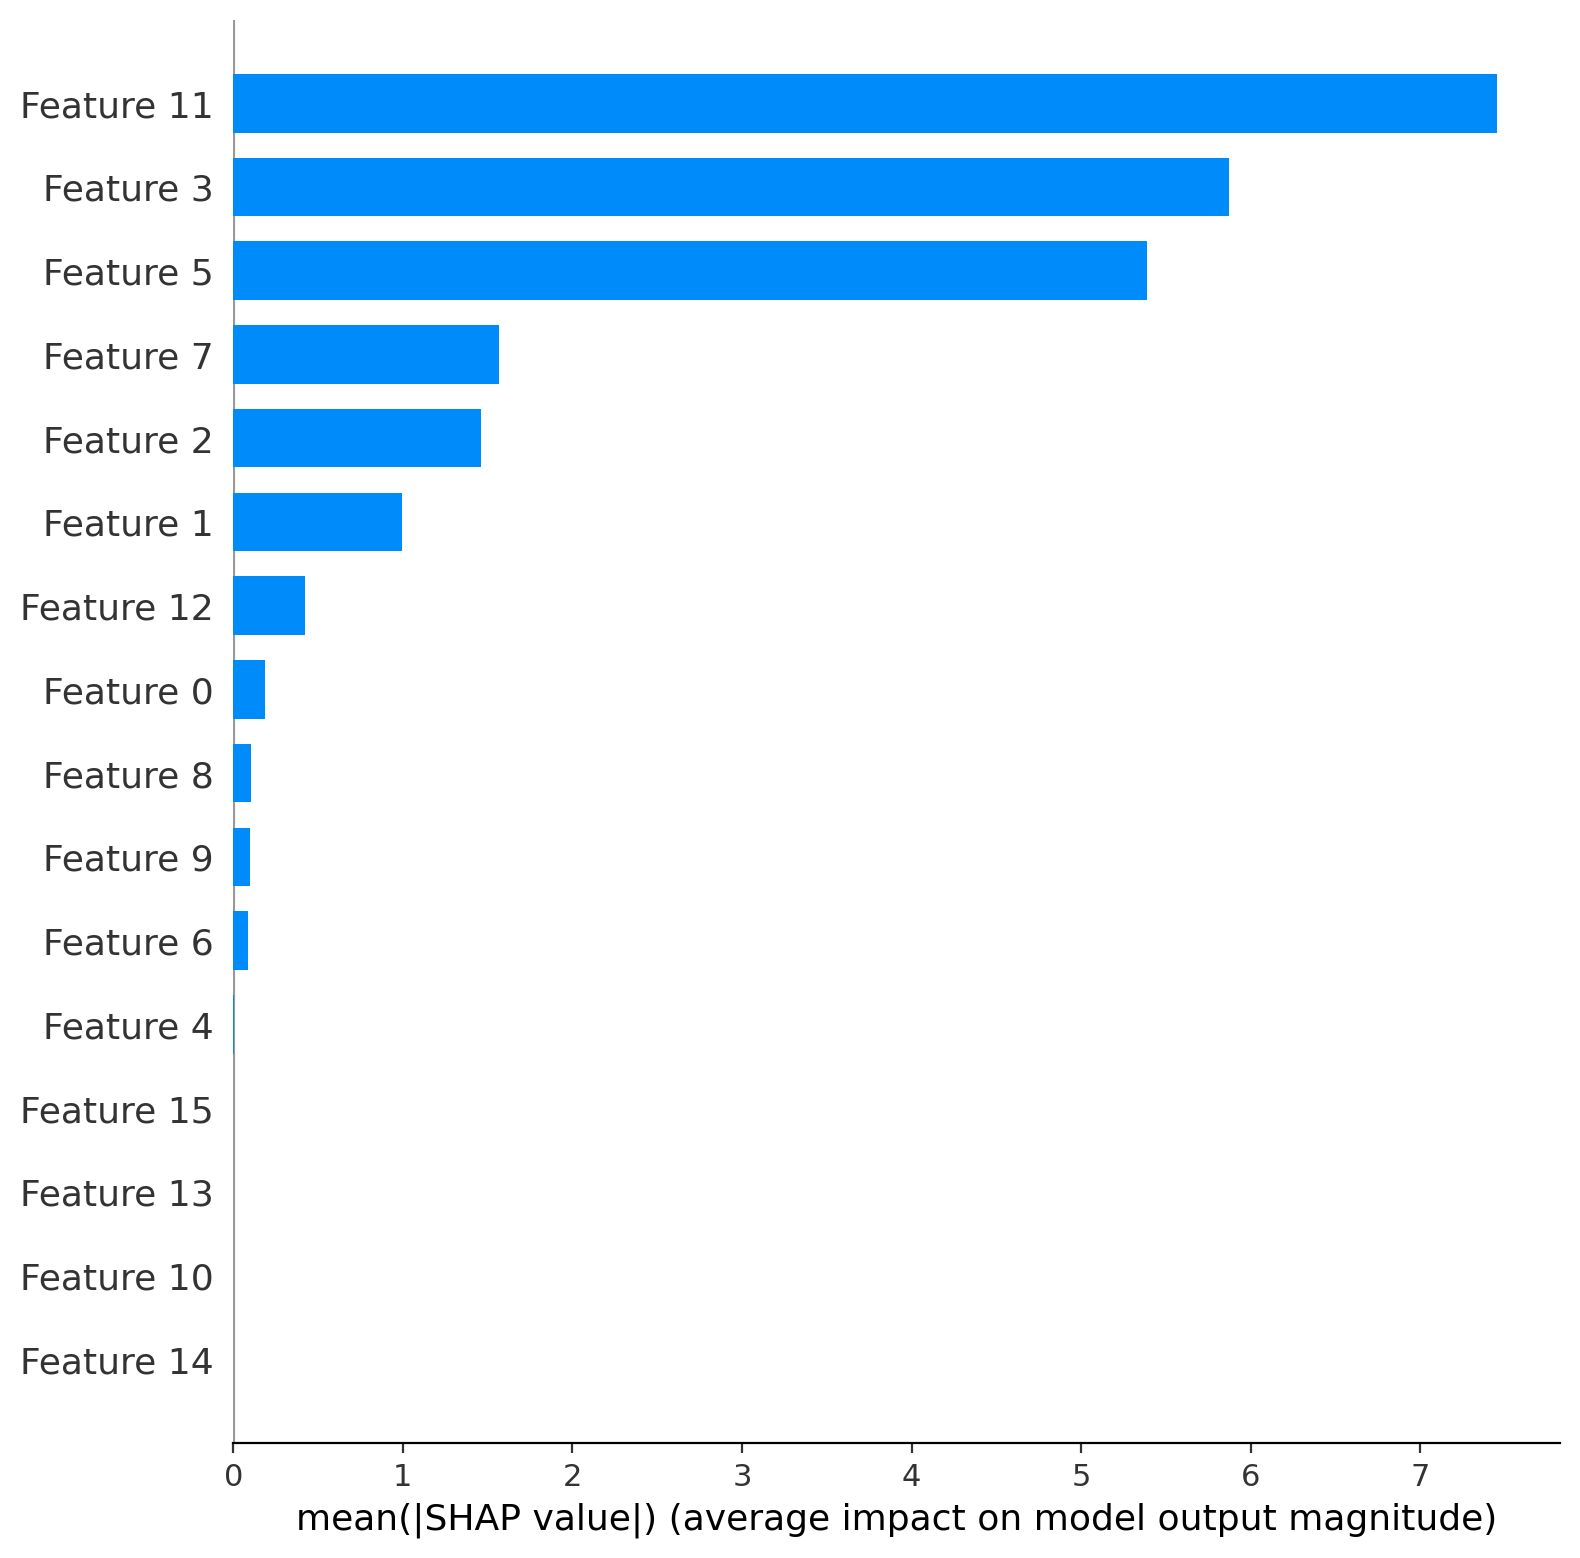 Feature 11
Feature 3
Feature 5
Feature 7
Feature 2
Feature 1
Feature 12
Feature 0
Feature 8
Feature 9
Feature 6
Feature 4
Feature 15
Feature 13
Feature 10
Feature 14
0 1 2 3 4 5 6 7
mean(|SHAP value|) (average impact on model output magnitude)